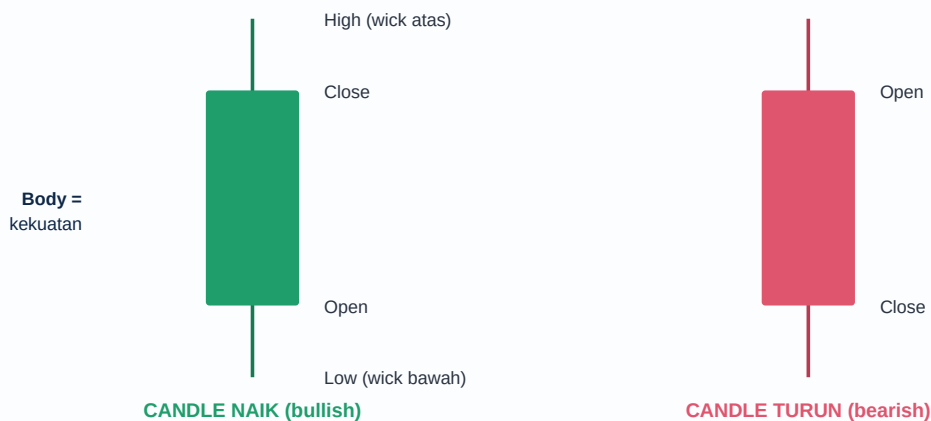 High (wick atas)
Close
Open
Body =
kekuatan
Open
Close
Low (wick bawah)
CANDLE NAIK (bullish)
CANDLE TURUN (bearish)